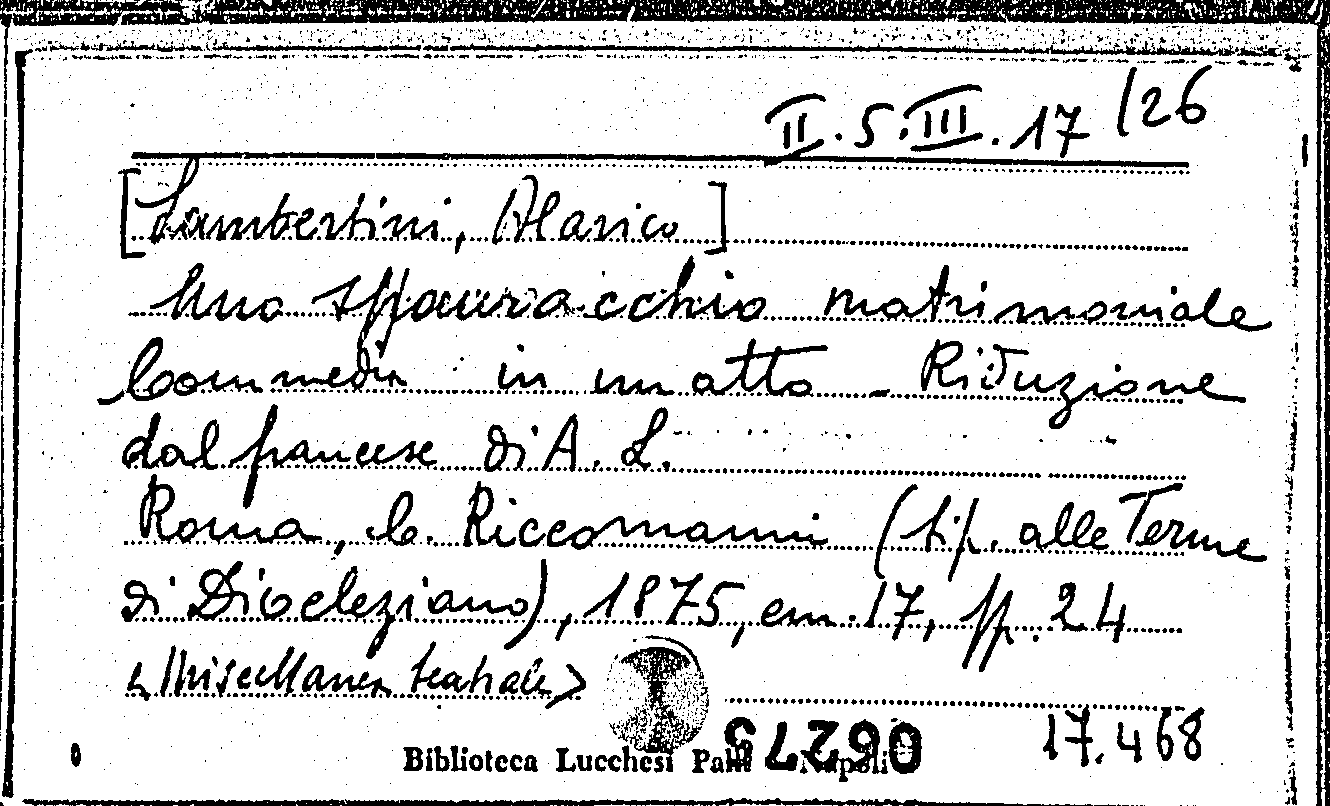 II.5.III.17/26
[Lambertini, Alarico]
Uno spauracchio matrimoniale
Commedia in un atto - Riduzione
dal francese di A. L.
Roma, C. Riccomanni (tip. alle Terme
di Diocleziano), 1875, cm. 17, pp. 24
<Miscellanea teatrale>
17.468
Biblioteca Lucchesi Palli Napoli